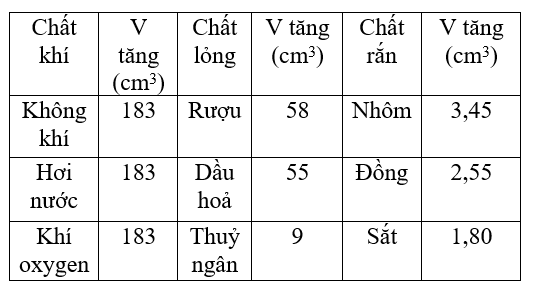 Chất khí V tăng (cm³) Chất lỏng V tăng (cm³) Chất rắn V tăng (cm³)
Không khí 183 Rượu 58 Nhôm 3,45
Hơi nước 183 Dầu hoả 55 Đồng 2,55
Khí oxygen 183 Thuỷ ngân 9 Sắt 1,80